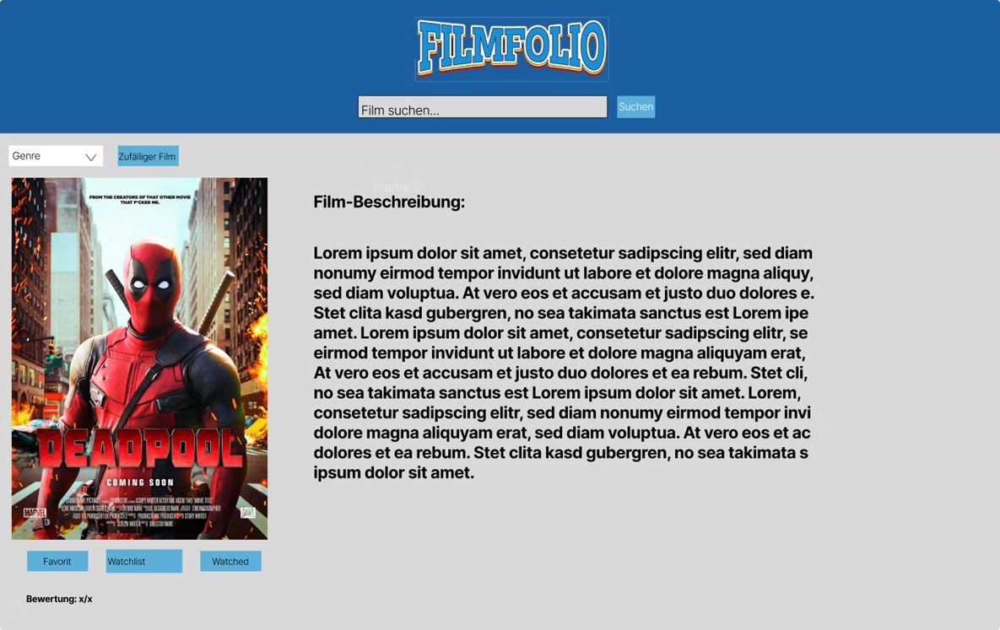 FILMFOLIO
Film suchen...
Suchen
Genre
Zufälliger Film
FROM THE CREATORS OF THAT OTHER MOVIE
THAT F*CKED ME.
DEADPOOL
COMING SOON
MARVEL
Frame 3
Film-Beschreibung:
Lorem ipsum dolor sit amet, consetetur sadipscing elitr, sed diam
nonumy eirmod tempor invidunt ut labore et dolore magna aliquy,
sed diam voluptua. At vero eos et accusam et justo duo dolores e.
Stet clita kasd gubergren, no sea takimata sanctus est Lorem ipe
amet. Lorem ipsum dolor sit amet, consetetur sadipscing elitr, se
eirmod tempor invidunt ut labore et dolore magna aliquyam erat,
At vero eos et accusam et justo duo dolores et ea rebum. Stet cli,
no sea takimata sanctus est Lorem ipsum dolor sit amet. Lorem,
consetetur sadipscing elitr, sed diam nonumy eirmod tempor invi
dolore magna aliquyam erat, sed diam voluptua. At vero eos et ac
dolores et ea rebum. Stet clita kasd gubergren, no sea takimata s
ipsum dolor sit amet.
Favorit
Watchlist
Watched
Bewertung: x/x